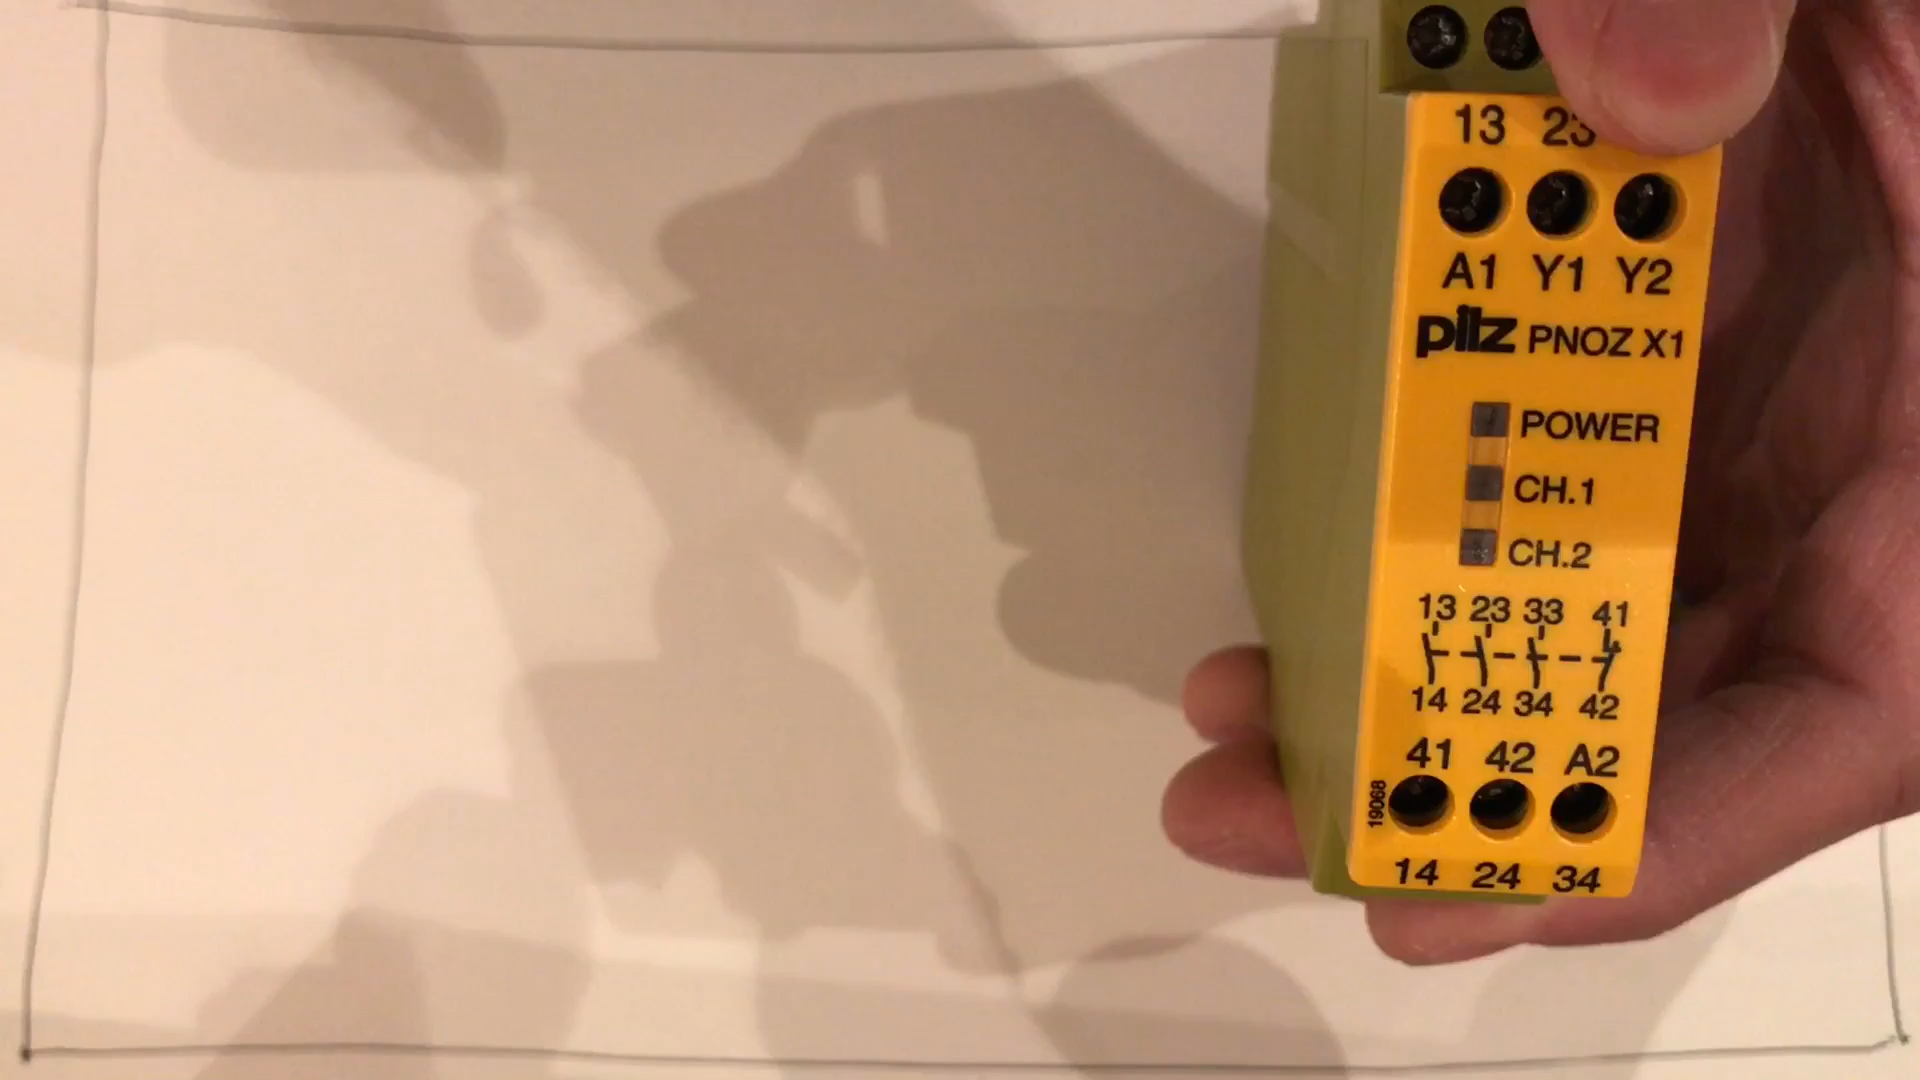 13 23
A1 Y1 Y2
pilz PNOZ X1
POWER
CH.1
CH.2
13 23 33 41
14 24 34 42
41 42 A2
19068
14 24 34